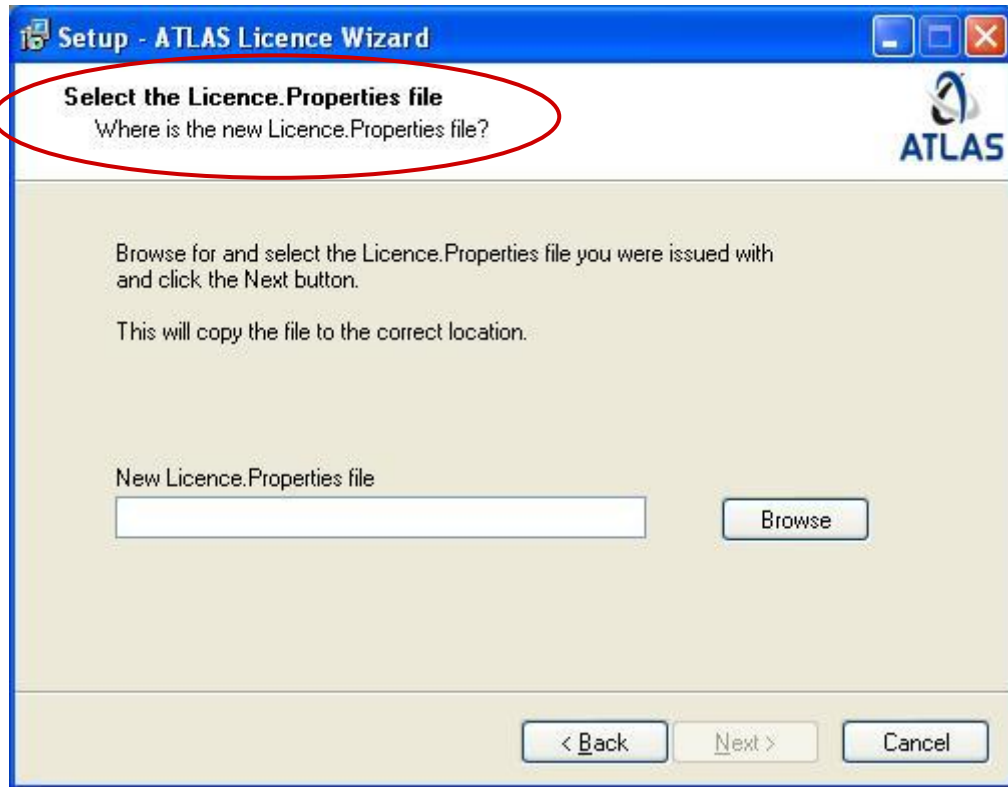 Setup - ATLAS Licence Wizard
Select the Licence.Properties file
Where is the new Licence.Properties file?
ATLAS
Browse for and select the Licence.Properties file you were issued with
and click the Next button.
This will copy the file to the correct location.
New Licence.Properties file
Browse
< Back
Next >
Cancel